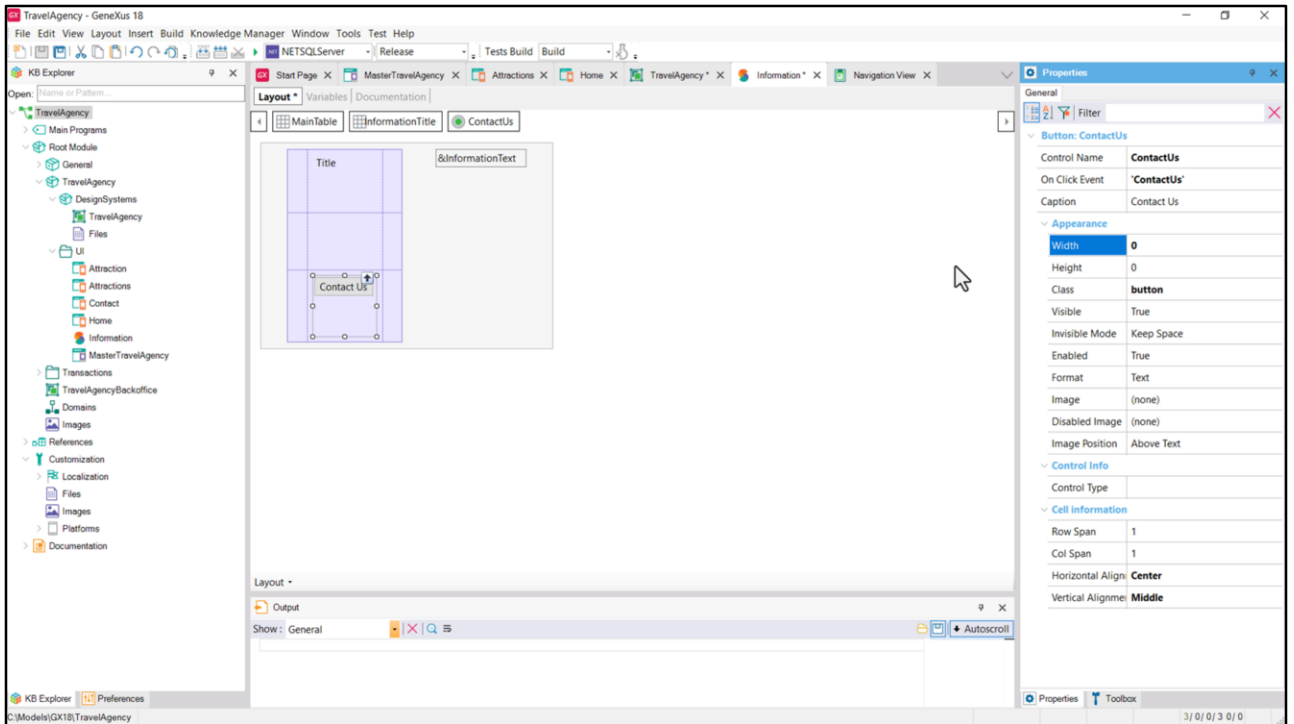 TravelAgency - GeneXus 18
File Edit View Layout Insert Build Knowledge Manager Window Tools Test Help
NETSQLServer Release Tests Build Build
KB Explorer
Open: Name or Pattern ...
TravelAgency
Main Programs
Root Module
General
TravelAgency
DesignSystems
TravelAgency
Files
UI
Attraction
Attractions
Contact
Home
Information
MasterTravelAgency
Transactions
TravelAgencyBackoffice
Domains
Images
References
Customization
Localization
Files
Images
Platforms
Documentation
KB Explorer Preferences
Start Page MasterTravelAgency Attractions Home TravelAgency * Information * Navigation View
Layout * Variables Documentation
MainTable InformationTitle ContactUs
Title &InformationText
Contact Us
Layout
Output
Show: General Autoscroll
Properties
General
Filter
Button: ContactUs
Control Name ContactUs
On Click Event 'ContactUs'
Caption Contact Us
Appearance
Width 0
Height 0
Class button
Visible True
Invisible Mode Keep Space
Enabled True
Format Text
Image (none)
Disabled Image (none)
Image Position Above Text
Control Info
Control Type
Cell information
Row Span 1
Col Span 1
Horizontal Align Center
Vertical Alignme Middle
Properties Toolbox
C:\Models\GX18\TravelAgency 3/0/0/3 0/0